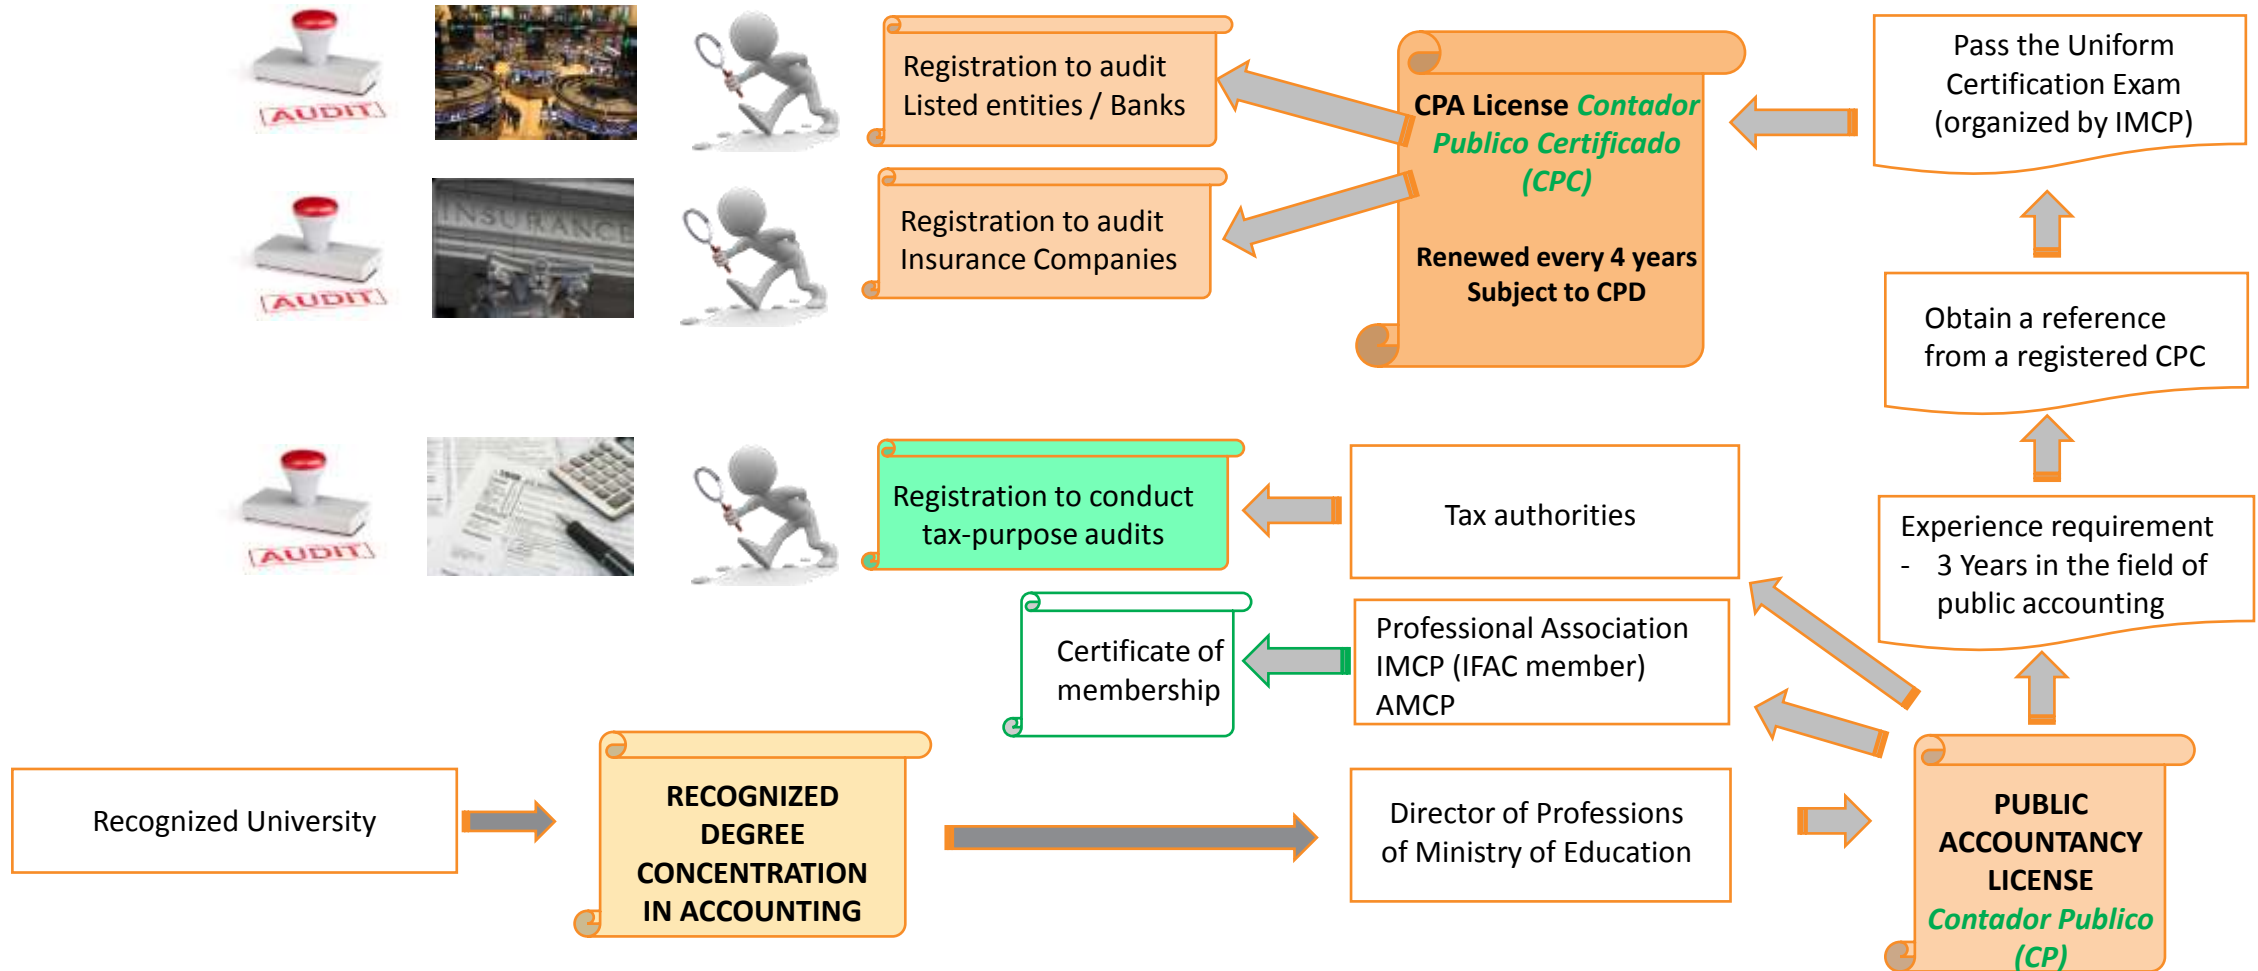 AUDIT
Registration to audit
Listed entities / Banks
CPA License Contador
Publico Certificado
(CPC)
Renewed every 4 years
Subject to CPD
Pass the Uniform
Certification Exam
(organized by IMCP)
AUDIT
INSURANCE
Registration to audit
Insurance Companies
Obtain a reference
from a registered CPC
AUDIT
Registration to conduct
tax-purpose audits
Tax authorities
Experience requirement
- 3 Years in the field of
public accounting
Certificate of
membership
Professional Association
IMCP (IFAC member)
AMCP
Recognized University
RECOGNIZED
DEGREE
CONCENTRATION
IN ACCOUNTING
Director of Professions
of Ministry of Education
PUBLIC
ACCOUNTANCY
LICENSE
Contador Publico
(CP)